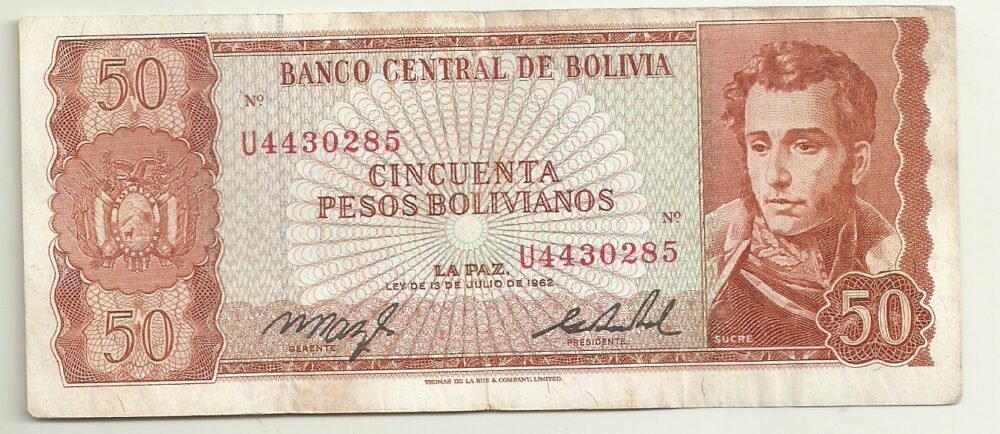 50
BANCO CENTRAL DE BOLIVIA
Nº
U4430285
CINCUENTA
PESOS BOLIVIANOS
Nº
U4430285
LA PAZ,
LEY DE 13 DE JULIO DE 1962
50
GERENTE
PRESIDENTE
SUCRE
50
THOMAS DE LA RUE & COMPANY, LIMITED.